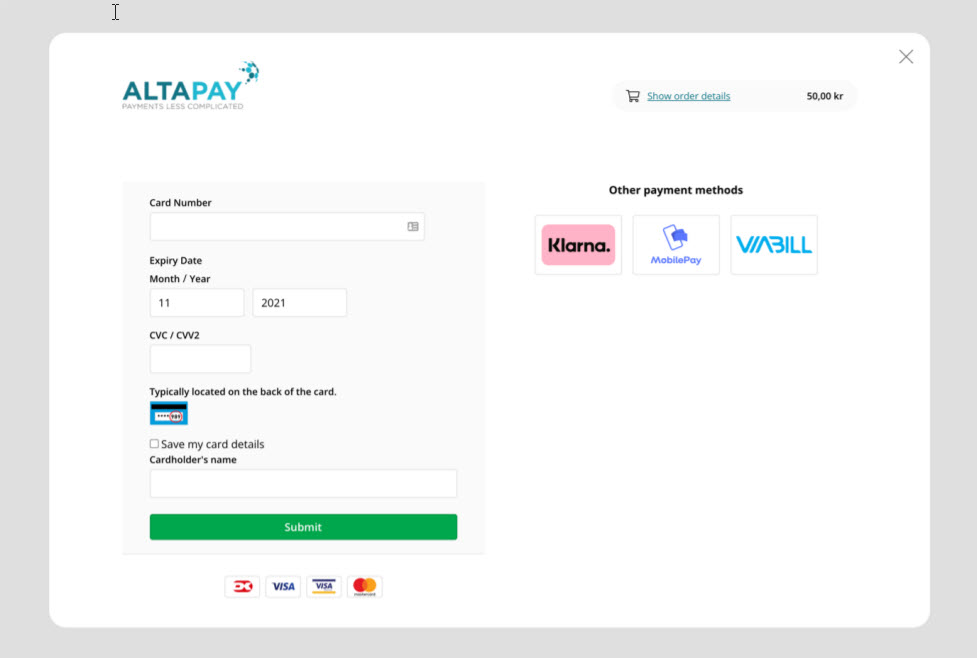 ALTAPAY
PAYMENTS LESS COMPLICATED
Show order details 50,00 kr
Card Number
Expiry Date
Month / Year
11 2021
CVC / CVV2
Typically located on the back of the card.
Save my card details
Cardholder's name
Submit
VISA VISA mastercard
Other payment methods
Klarna. MobilePay VIABILL